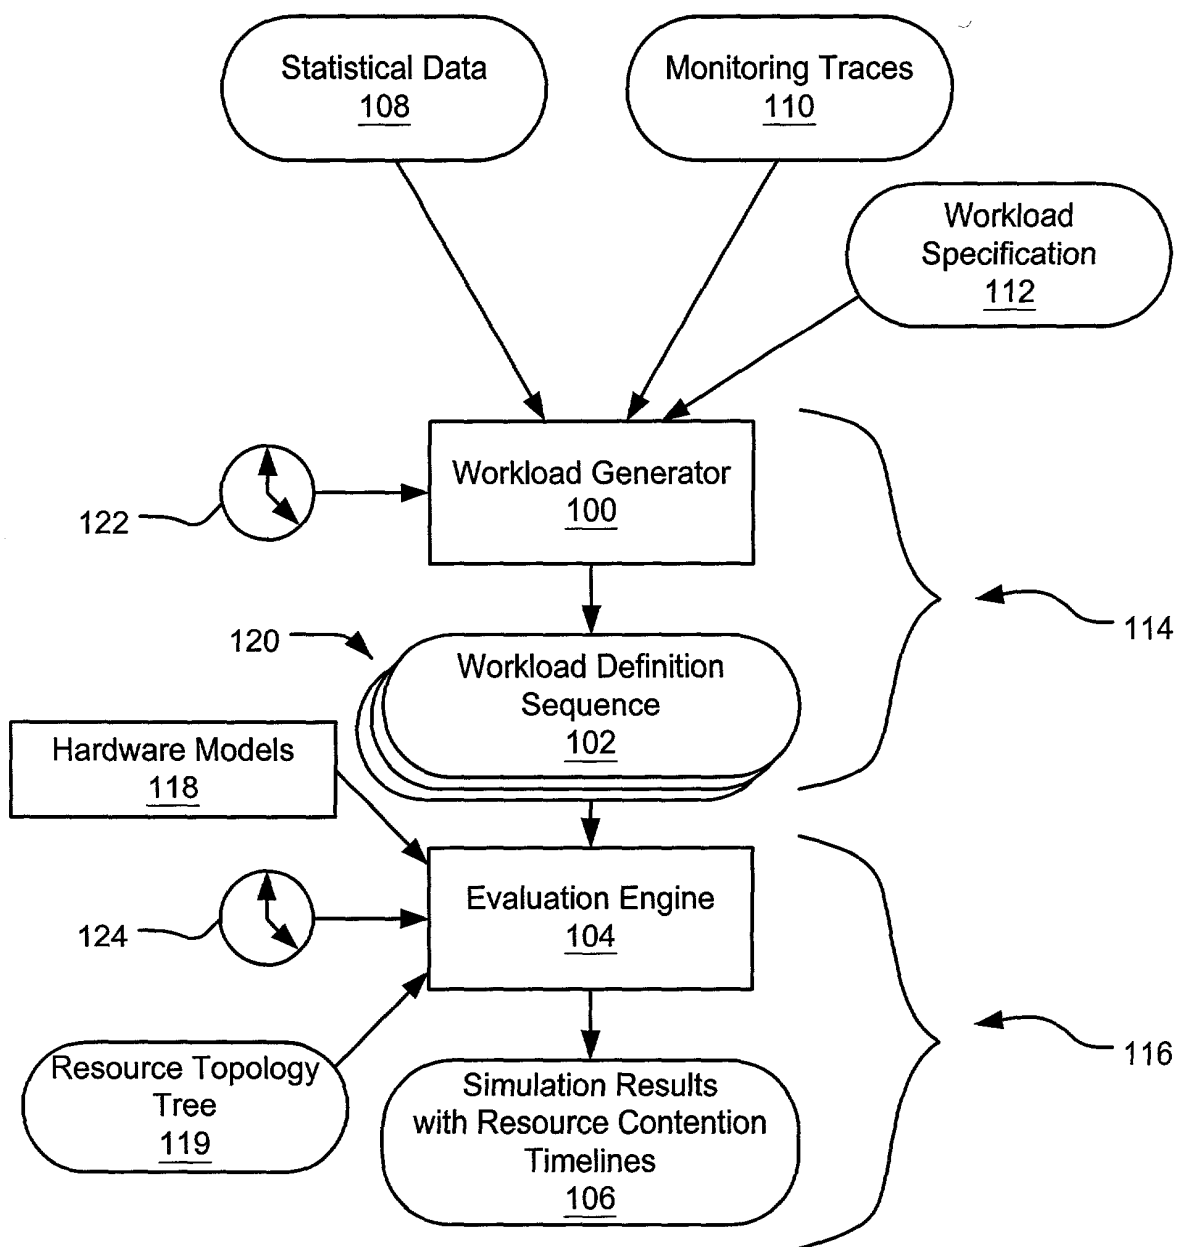 Statistical Data
108
Monitoring Traces
110
Workload
Specification
112
Workload Generator
100
122
114
120
Workload Definition
Sequence
102
Hardware Models
118
Evaluation Engine
104
124
116
Resource Topology
Tree
119
Simulation Results
with Resource Contention
Timelines
106